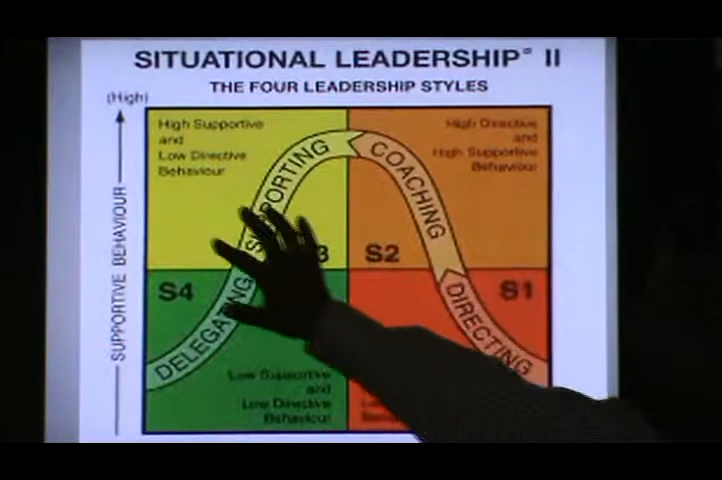 SITUATIONAL LEADERSHIP® II
THE FOUR LEADERSHIP STYLES
(High)
SUPPORTIVE BEHAVIOUR
High Supportive
and
Low Directive
Behaviour
High Directive
and
High Supportive
Behaviour
SUPPORTING
COACHING
3
S2
S4
S1
DELEGATING
DIRECTING
Low Supportive
and
Low Directive
Behaviour